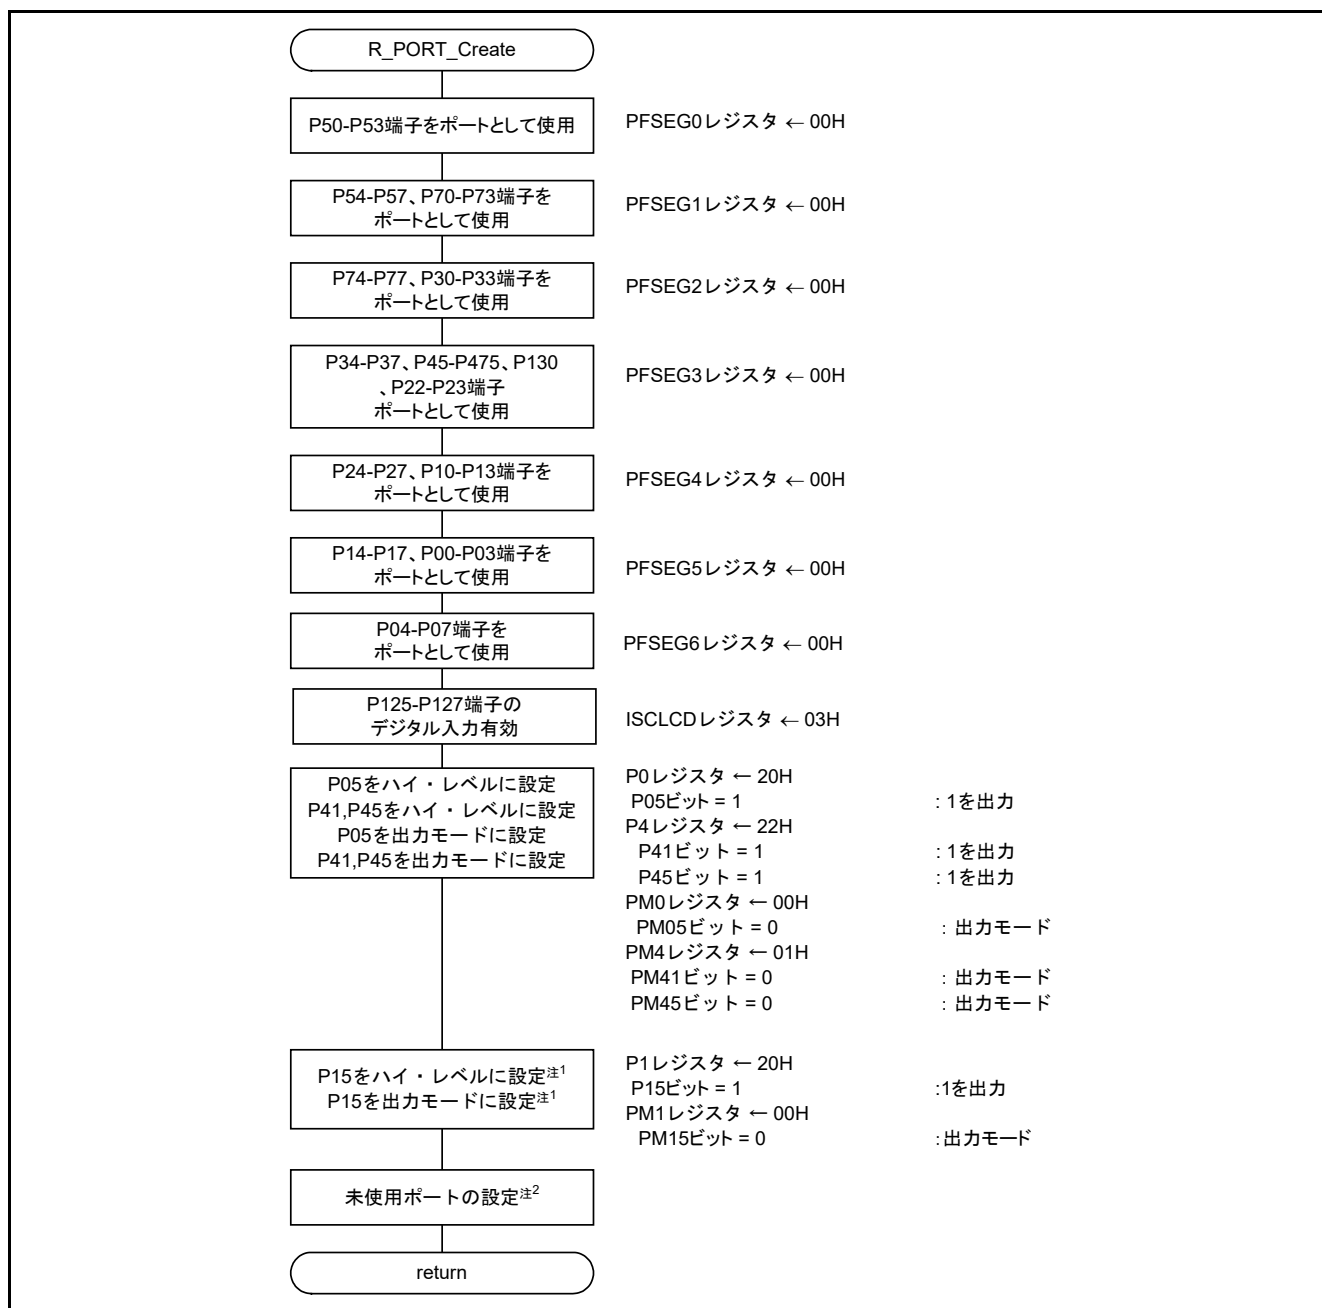 R_PORT_Create
P50-P53端子をポートとして使用
PFSEG0レジスタ ← 00H
P54-P57、P70-P73端子を
ポートとして使用
PFSEG1レジスタ ← 00H
P74-P77、P30-P33端子を
ポートとして使用
PFSEG2レジスタ ← 00H
P34-P37、P45-P475、P130
、P22-P23端子
ポートとして使用
PFSEG3レジスタ ← 00H
P24-P27、P10-P13端子を
ポートとして使用
PFSEG4レジスタ ← 00H
P14-P17、P00-P03端子を
ポートとして使用
PFSEG5レジスタ ← 00H
P04-P07端子を
ポートとして使用
PFSEG6レジスタ ← 00H
P125-P127端子の
デジタル入力有効
ISCLCDレジスタ ← 03H
P05をハイ・レベルに設定
P41,P45をハイ・レベルに設定
P05を出力モードに設定
P41,P45を出力モードに設定
P0レジスタ ← 20H
P05ビット = 1 : 1を出力
P4レジスタ ← 22H
P41ビット = 1 : 1を出力
P45ビット = 1 : 1を出力
PM0レジスタ ← 00H
PM05ビット = 0 : 出力モード
PM4レジスタ ← 01H
PM41ビット = 0 : 出力モード
PM45ビット = 0 : 出力モード
P15をハイ・レベルに設定注1
P15を出力モードに設定注1
P1レジスタ ← 20H
P15ビット = 1 :1を出力
PM1レジスタ ← 00H
PM15ビット = 0 :出力モード
未使用ポートの設定注2
return